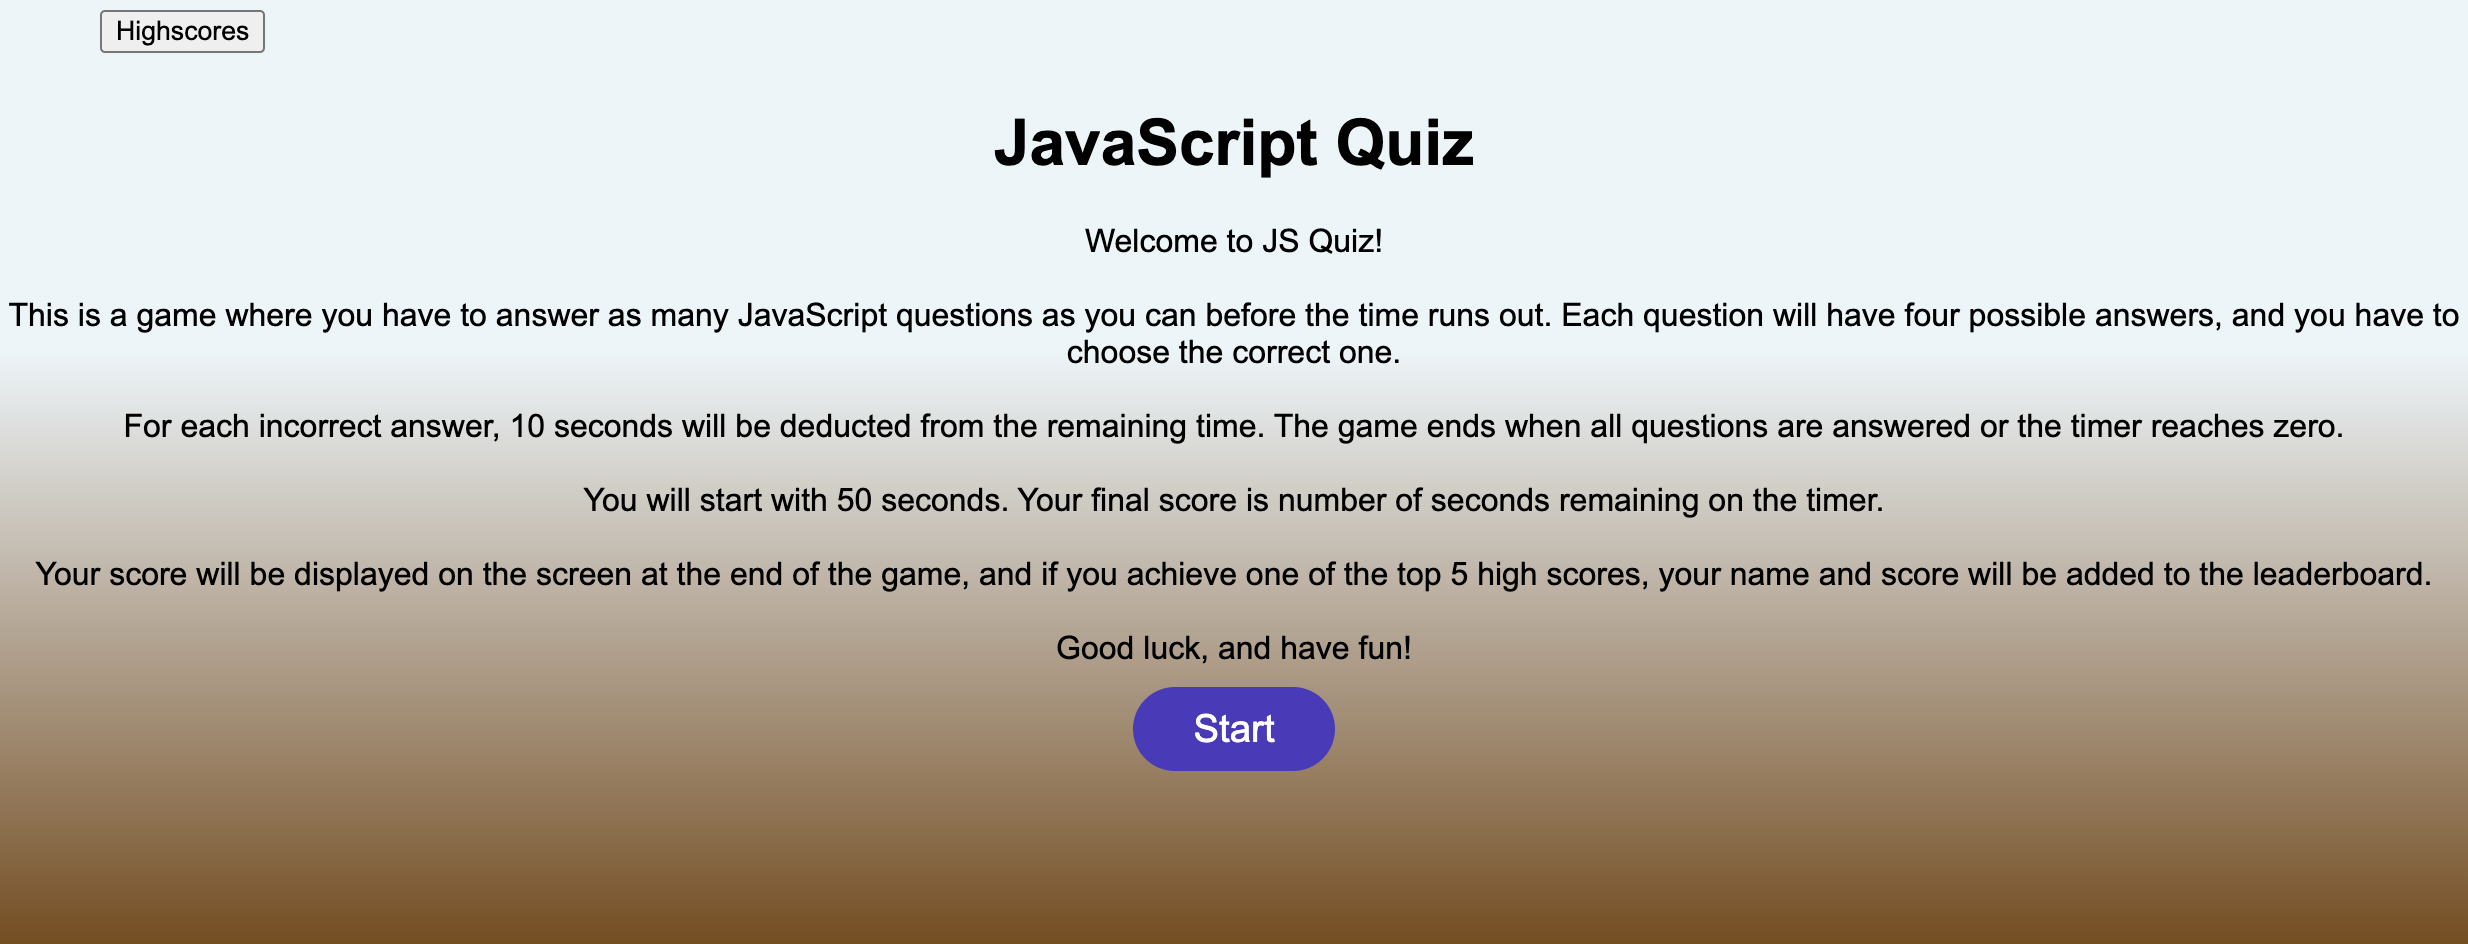 Highscores
JavaScript Quiz
Welcome to JS Quiz!
This is a game where you have to answer as many JavaScript questions as you can before the time runs out. Each question will have four possible answers, and you have to
choose the correct one.
For each incorrect answer, 10 seconds will be deducted from the remaining time. The game ends when all questions are answered or the timer reaches zero.
You will start with 50 seconds. Your final score is number of seconds remaining on the timer.
Your score will be displayed on the screen at the end of the game, and if you achieve one of the top 5 high scores, your name and score will be added to the leaderboard.
Good luck, and have fun!
Start